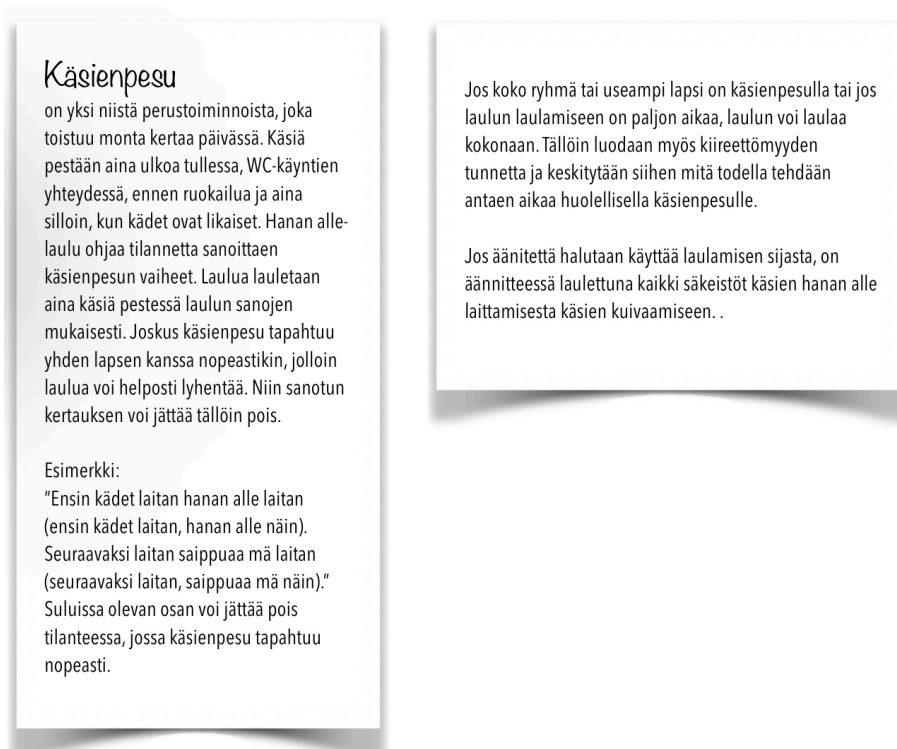 Käsienpesu
on yksi niistä perustoiminnoista, joka
toistuu monta kertaa päivässä. Käsiä
pestään aina ulkoa tullessa, WC-käyntien
yhteydessä, ennen ruokailua ja aina
silloin, kun kädet ovat likaiset. Hanan alle-
laulu ohjaa tilannetta sanoittaen
käsienpesun vaiheet. Laulua lauletaan
aina käsiä pestessä laulun sanojen
mukaisesti. Joskus käsienpesu tapahtuu
yhden lapsen kanssa nopeastikin, jolloin
laulua voi helposti lyhentää. Niin sanotun
kertauksen voi jättää tällöin pois.

Esimerkki:
”Ensin kädet laitan hanan alle laitan
(ensin kädet laitan, hanan alle näin).
Seuraavaksi laitan saippuaa mä laitan
(seuraavaksi laitan, saippuaa mä näin).”
Suluissa olevan osan voi jättää pois
tilanteessa, jossa käsienpesu tapahtuu
nopeasti.

Jos koko ryhmä tai useampi lapsi on käsienpesulla tai jos
laulun laulamiseen on paljon aikaa, laulun voi laulaa
kokonaan. Tällöin luodaan myös kiireettömyyden
tunnetta ja keskitytään siihen mitä todella tehdään
antaen aikaa huolellisella käsienpesulle.

Jos äänitettä halutaan käyttää laulamisen sijasta, on
äännitteessä laulettuna kaikki säkeistöt käsien hanan alle
laittamisesta käsien kuivaamiseen. .